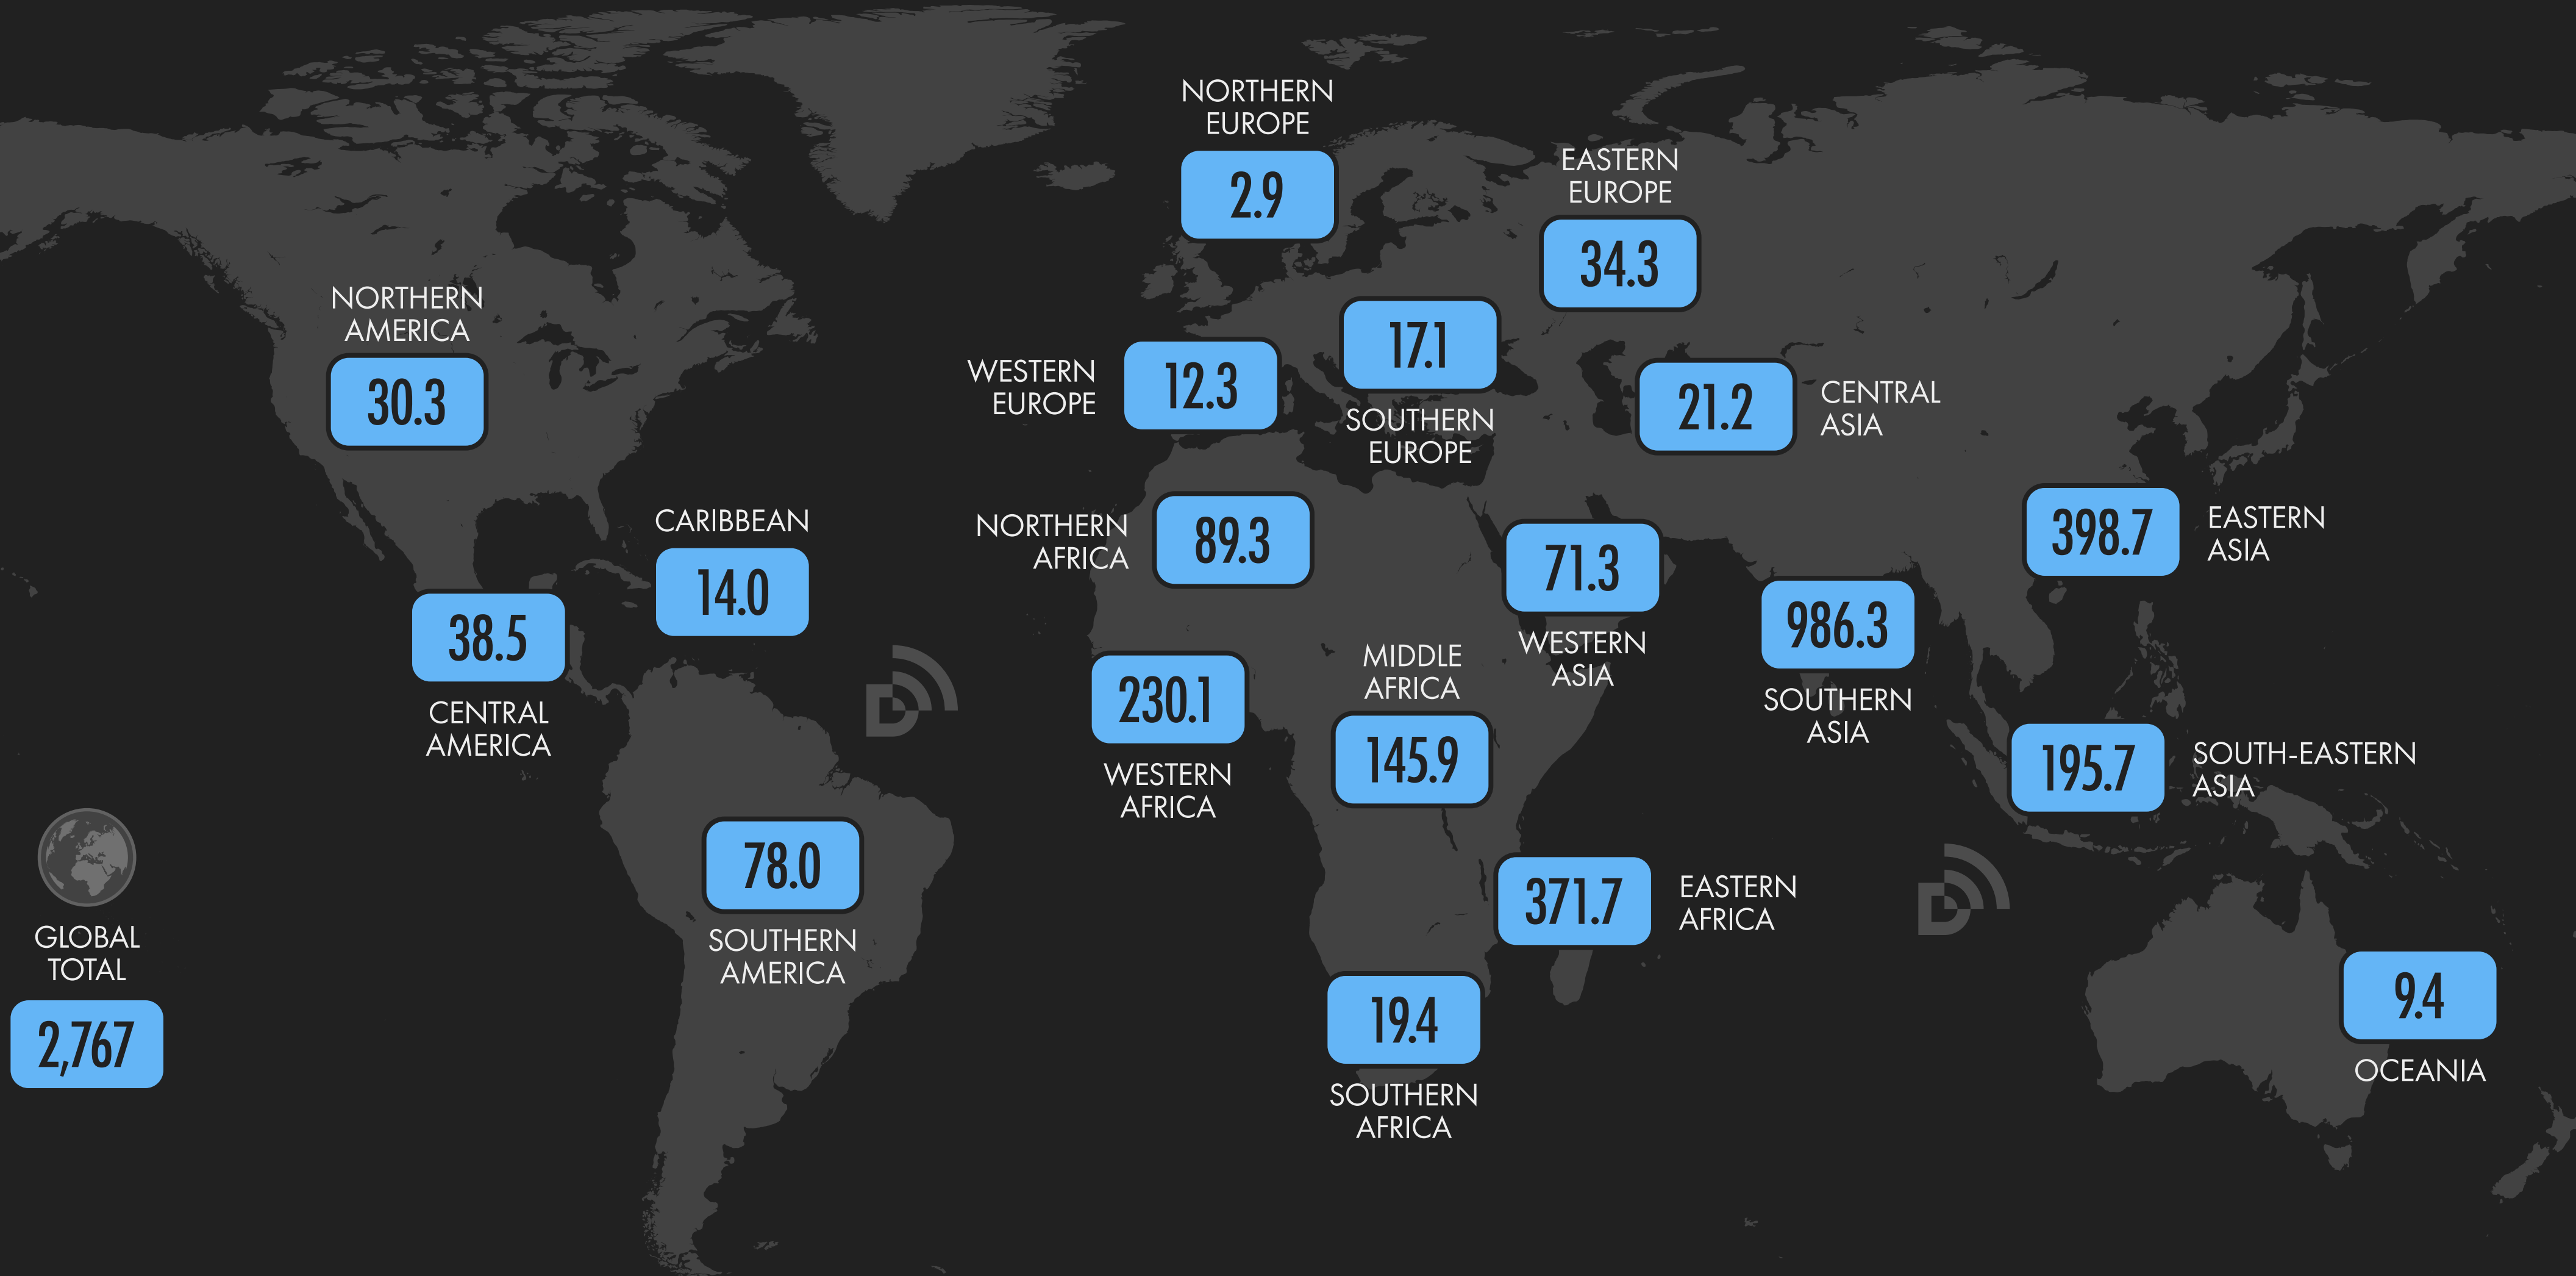 NORTHERN
EUROPE
2.9
EASTERN
EUROPE
34.3
NORTHERN
AMERICA
30.3
WESTERN
EUROPE
12.3
17.1
SOUTHERN
EUROPE
21.2
CENTRAL
ASIA
CARIBBEAN
14.0
NORTHERN
AFRICA
89.3
71.3
WESTERN
ASIA
398.7
EASTERN
ASIA
38.5
CENTRAL
AMERICA
230.1
WESTERN
AFRICA
MIDDLE
AFRICA
145.9
986.3
SOUTHERN
ASIA
195.7
SOUTH-EASTERN
ASIA
78.0
SOUTHERN
AMERICA
371.7
EASTERN
AFRICA
GLOBAL
TOTAL
2,767
19.4
SOUTHERN
AFRICA
9.4
OCEANIA